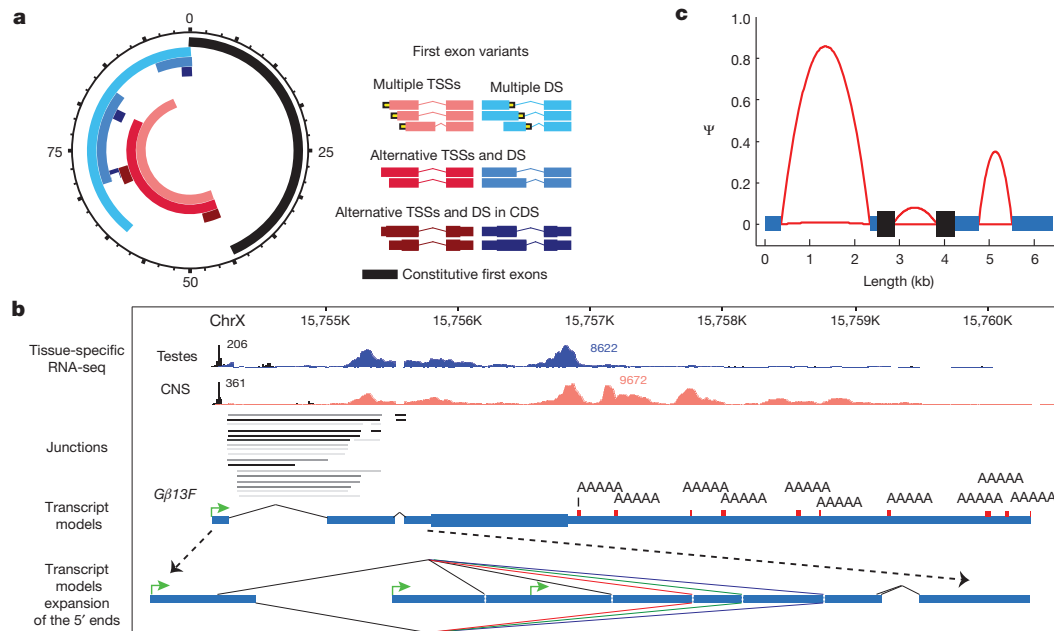 a
0
25
50
75
First exon variants
Multiple TSSs
Multiple DS
Alternative TSSs and DS
Alternative TSSs and DS in CDS
Constitutive first exons
c
1.0
0.8
0.6
Ψ
0.4
0.2
0
0 1 2 3 4 5 6
Length (kb)
b
ChrX
15,755K 15,756K 15,757K 15,758K 15,759K 15,760K
Tissue-specific
RNA-seq
Testes
206
8622
CNS
361
9672
Junctions
Gβ13F
Transcript
models
AAAAA
AAAAA
AAAAA
AAAAA
AAAAA
AAAAA
AAAAA
AAAAA
AAAAA
AAAAA
Transcript
models
expansion
of the 5′ ends